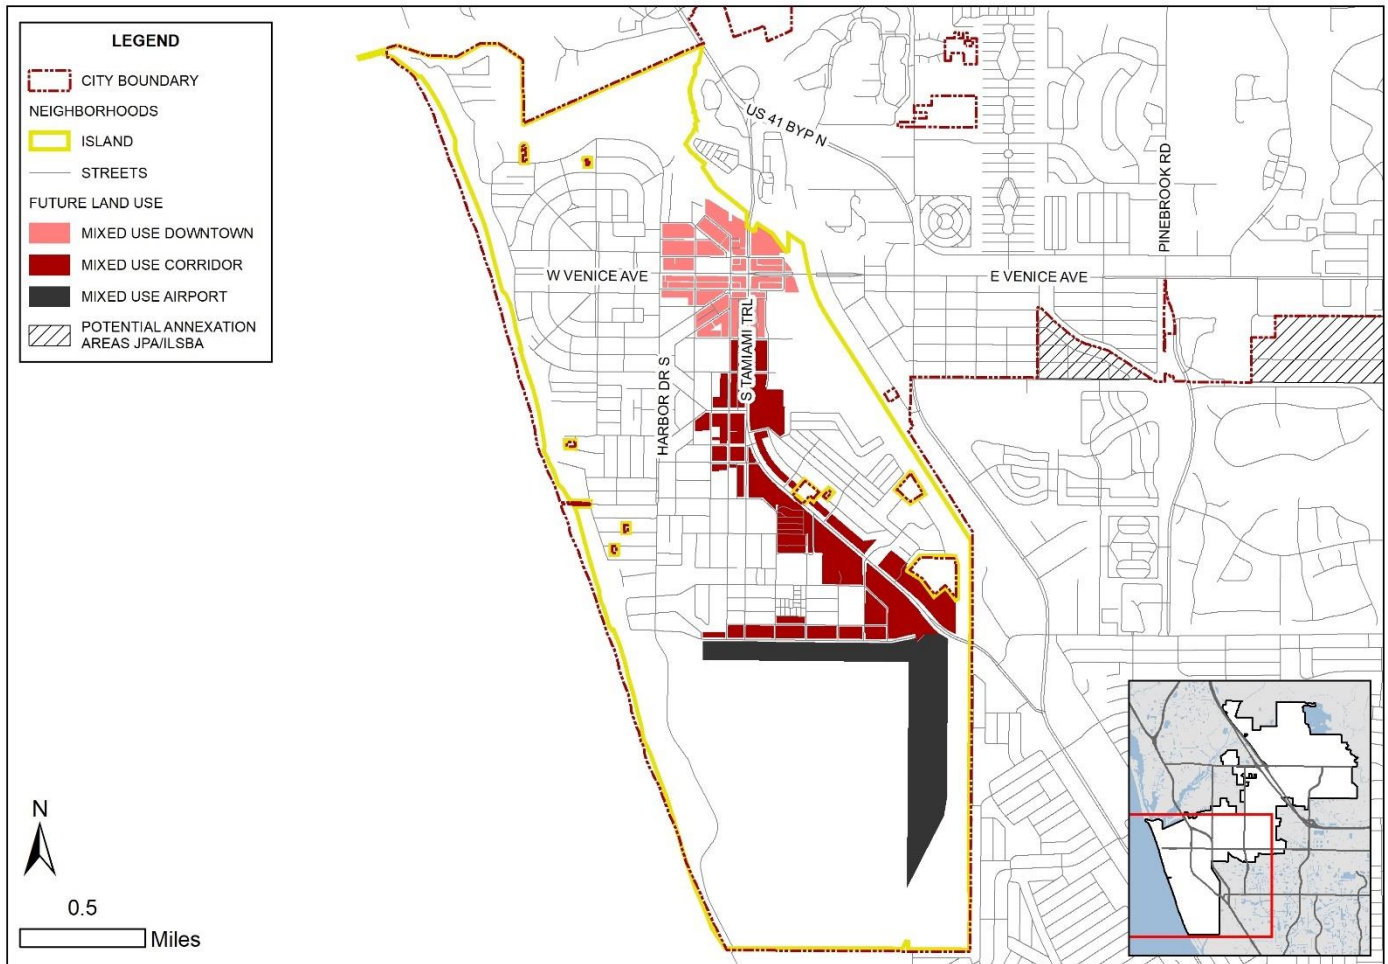 LEGEND
CITY BOUNDARY
NEIGHBORHOODS
ISLAND
STREETS
FUTURE LAND USE
MIXED USE DOWNTOWN
MIXED USE CORRIDOR
MIXED USE AIRPORT
POTENTIAL ANNEXATION
AREAS JPA/ILSBA
US 41 BYP N
PINEBROOK RD
W VENICE AVE
E VENICE AVE
S TAMIAMI TRL
HARBOR DR S
N
0.5
Miles